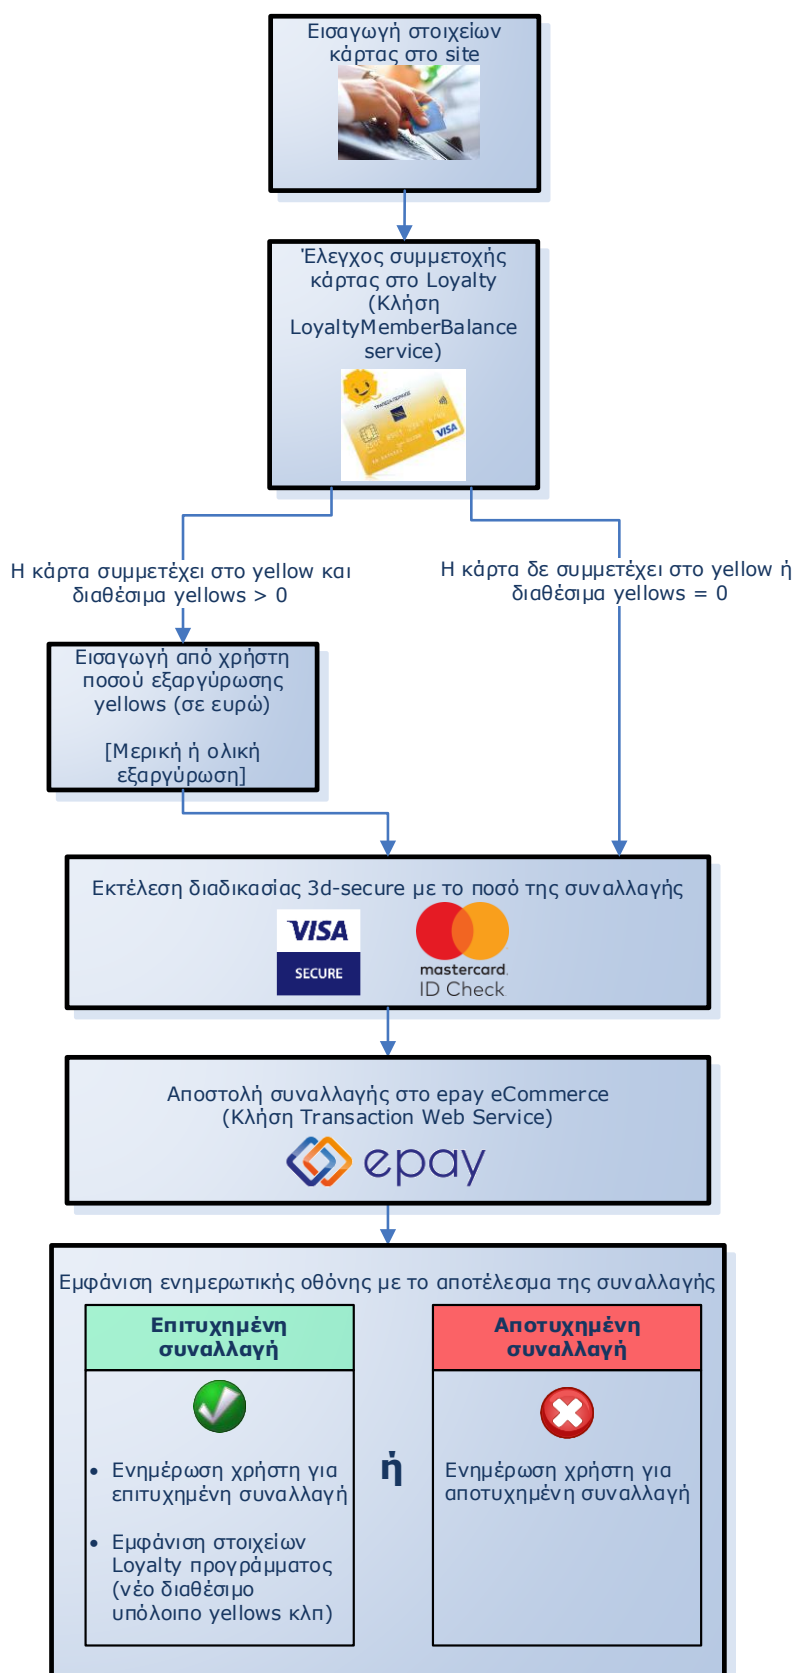 Εισαγωγή στοιχείων
κάρτας στο site
Έλεγχος συμμετοχής
κάρτας στο Loyalty
(Κλήση
LoyaltyMemberBalance
service)
ΤΡΑΠΕΖΑ ΠΕΙΡΑΙΩΣ
VISA
Η κάρτα συμμετέχει στο yellow και
διαθέσιμα yellows > 0
Η κάρτα δε συμμετέχει στο yellow ή
διαθέσιμα yellows = 0
Εισαγωγή από χρήστη
ποσού εξαργύρωσης
yellows (σε ευρώ)
[Μερική ή ολική
εξαργύρωση]
Εκτέλεση διαδικασίας 3d-secure με το ποσό της συναλλαγής
VISA
SECURE
mastercard.
ID Check
Αποστολή συναλλαγής στο epay eCommerce
(Κλήση Transaction Web Service)
epay
Εμφάνιση ενημερωτικής οθόνης με το αποτέλεσμα της συναλλαγής
Επιτυχημένη
συναλλαγή
• Ενημέρωση χρήστη για
επιτυχημένη συναλλαγή
• Εμφάνιση στοιχείων
Loyalty προγράμματος
(νέο διαθέσιμο
υπόλοιπο yellows κλπ)
ή
Αποτυχημένη
συναλλαγή
Ενημέρωση χρήστη για
αποτυχημένη συναλλαγή